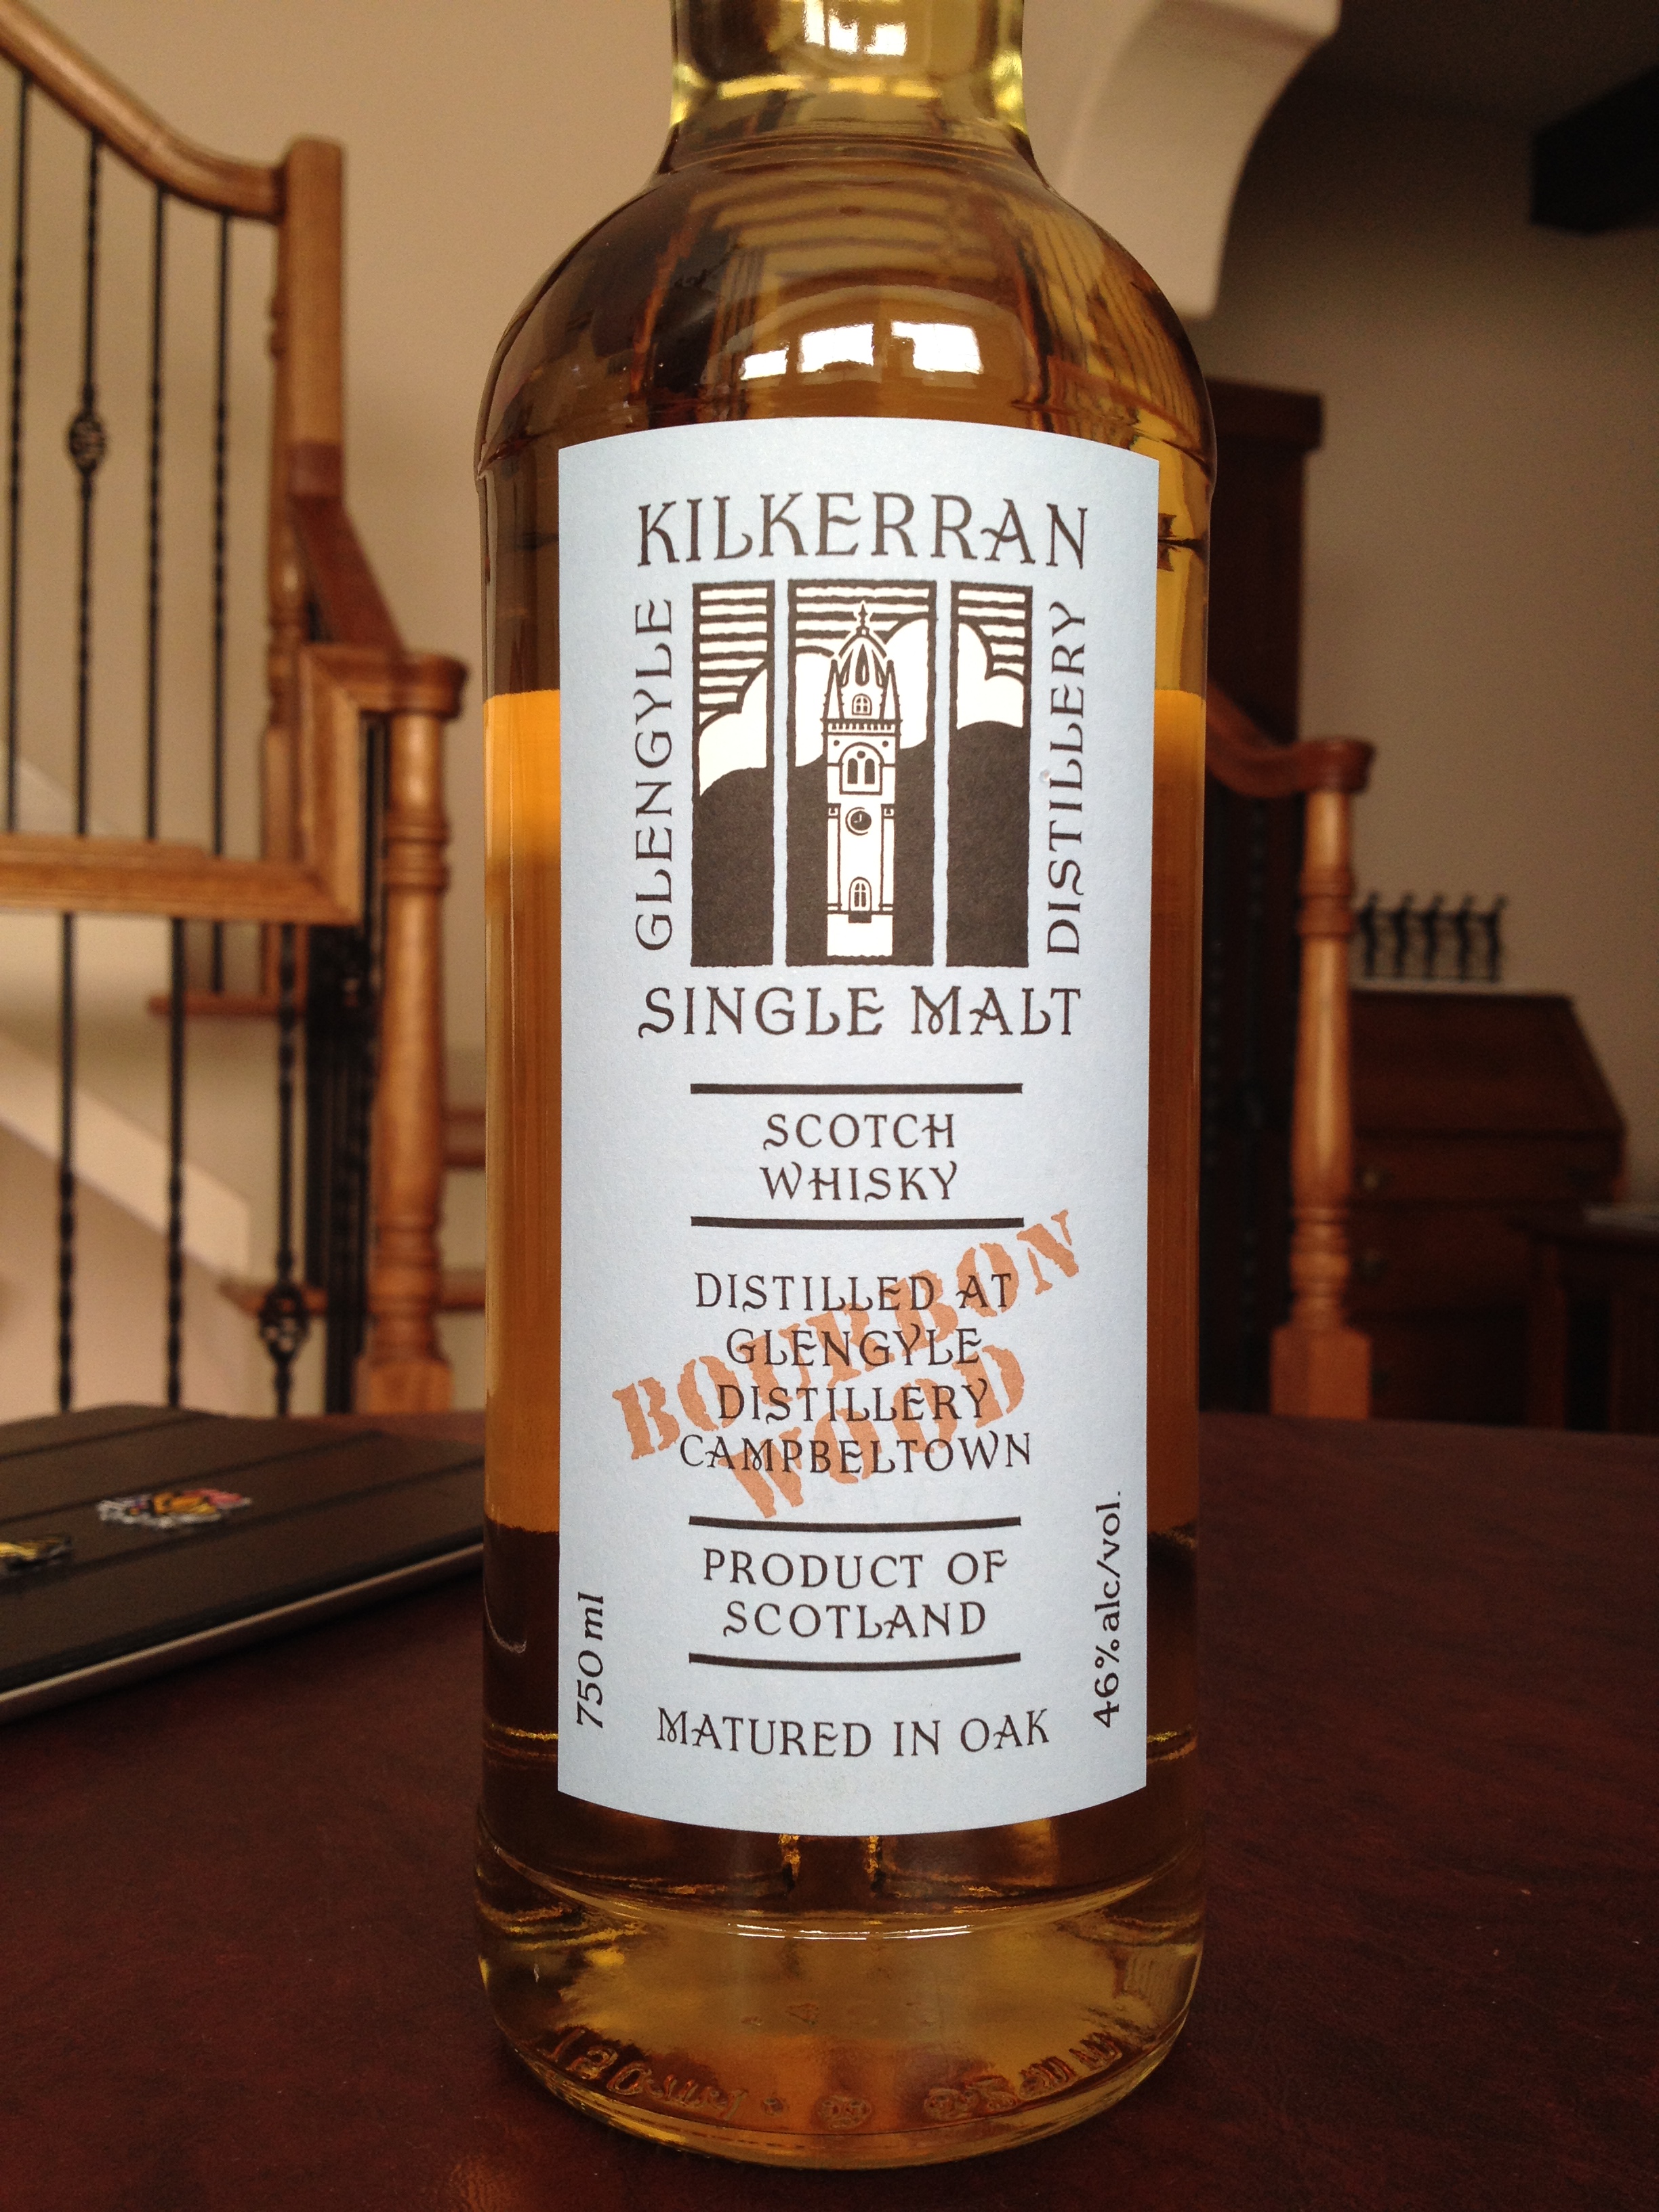 KILKERRAN
GLENGYLE
DISTILLERY
SINGLE MALT
SCOTCH
WHISKY
BOURBON
WOOD
DISTILLED AT
GLENGYLE
DISTILLERY
CAMPBELTOWN
PRODUCT OF
SCOTLAND
750 ml
46% alc/vol.
MATURED IN OAK